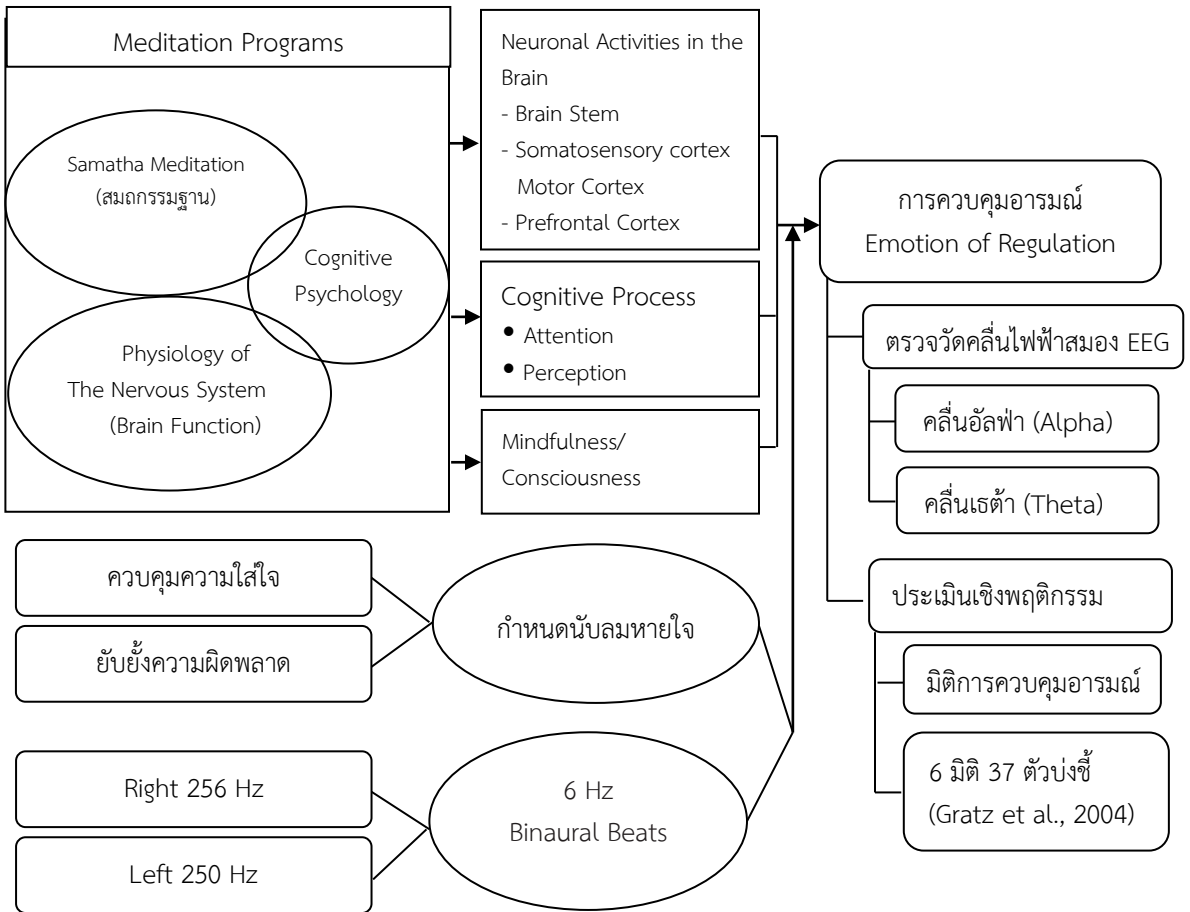 Meditation Programs
Samatha Meditation
(สมถกรรมฐาน)
Cognitive
Psychology
Physiology of
The Nervous System
(Brain Function)
Neuronal Activities in the
Brain
- Brain Stem
- Somatosensory cortex
Motor Cortex
- Prefrontal Cortex
Cognitive Process
• Attention
• Perception
Mindfulness/
Consciousness
การควบคุมอารมณ์
Emotion of Regulation
ตรวจวัดคลื่นไฟฟ้าสมอง EEG
คลื่นอัลฟ่า (Alpha)
คลื่นเธต้า (Theta)
ประเมินเชิงพฤติกรรม
มิติการควบคุมอารมณ์
6 มิติ 37 ตัวบ่งชี้
(Gratz et al., 2004)
ควบคุมความใส่ใจ
ยับยั้งความผิดพลาด
กำหนดนับลมหายใจ
Right 256 Hz
Left 250 Hz
6 Hz
Binaural Beats